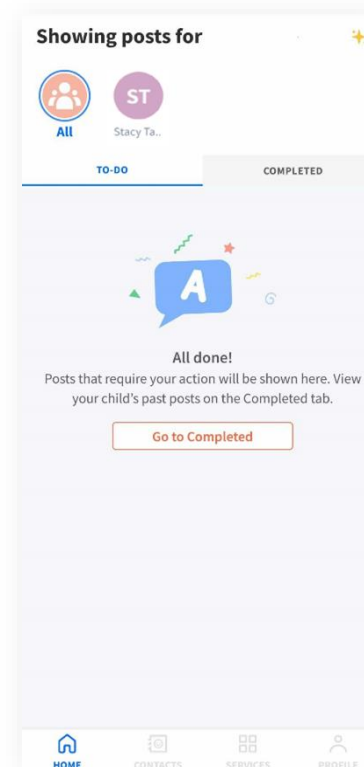 Showing posts for
ST
All
Stacy Ta..
TO-DO
COMPLETED
A
All done!
Posts that require your action will be shown here. View
your child's past posts on the Completed tab.
Go to Completed
HOME
CONTACTS
SERVICES
PROFILE